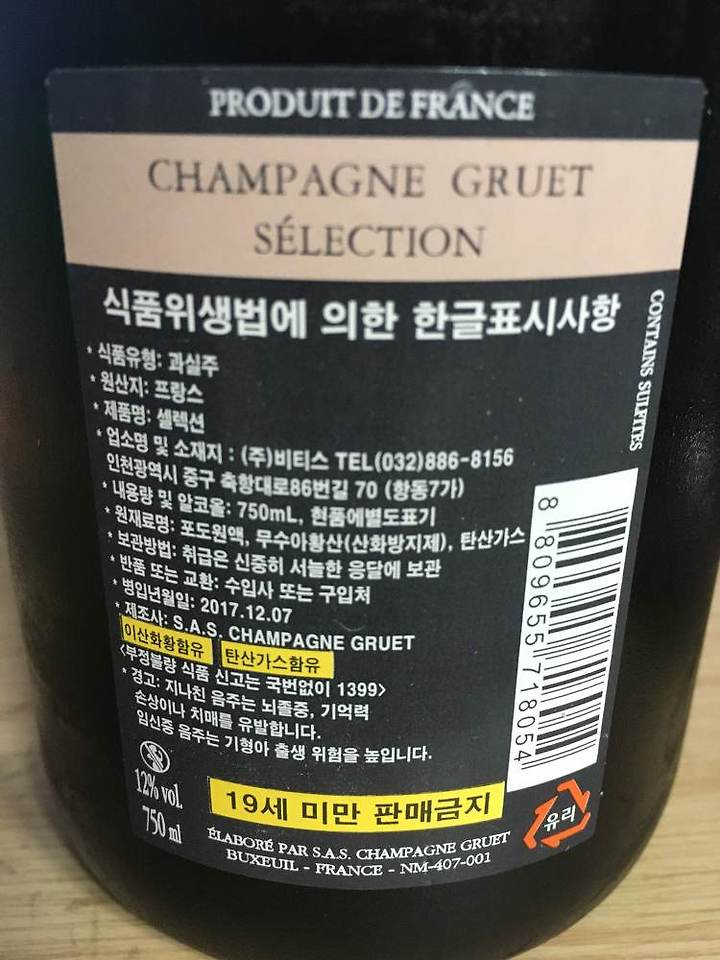 PRODUIT DE FRANCE
CHAMPAGNE GRUET
SÉLECTION
식품위생법에 의한 한글표시사항
CONTAINS SULFITES
* 식품유형: 과실주
* 원산지: 프랑스
* 제품명: 셀렉션
* 업소명 및 소재지 : (주)비티스 TEL(032)886-8156
인천광역시 중구 축항대로86번길 70 (항동7가)
* 내용량 및 알코올: 750mL, 현품에별도표기
* 원재료명: 포도원액, 무수아황산(산화방지제), 탄산가스
* 보관방법: 취급은 신중히 서늘한 응달에 보관
* 반품 또는 교환: 수입사 또는 구입처
* 병입년월일: 2017.12.07
* 제조사: S.A.S. CHAMPAGNE GRUET
이산화황함유 탄산가스함유
<부정불량 식품 신고는 국번없이 1399>
* 경고: 지나친 음주는 뇌졸중, 기억력
손상이나 치매를 유발합니다.
임신중 음주는 기형아 출생 위험을 높입니다.
8 809655 718054
12% vol.
750 ml
19세 미만 판매금지
유리
ÉLABORÉ PAR S.A.S. CHAMPAGNE GRUET
BUXEUIL - FRANCE - NM-407-001